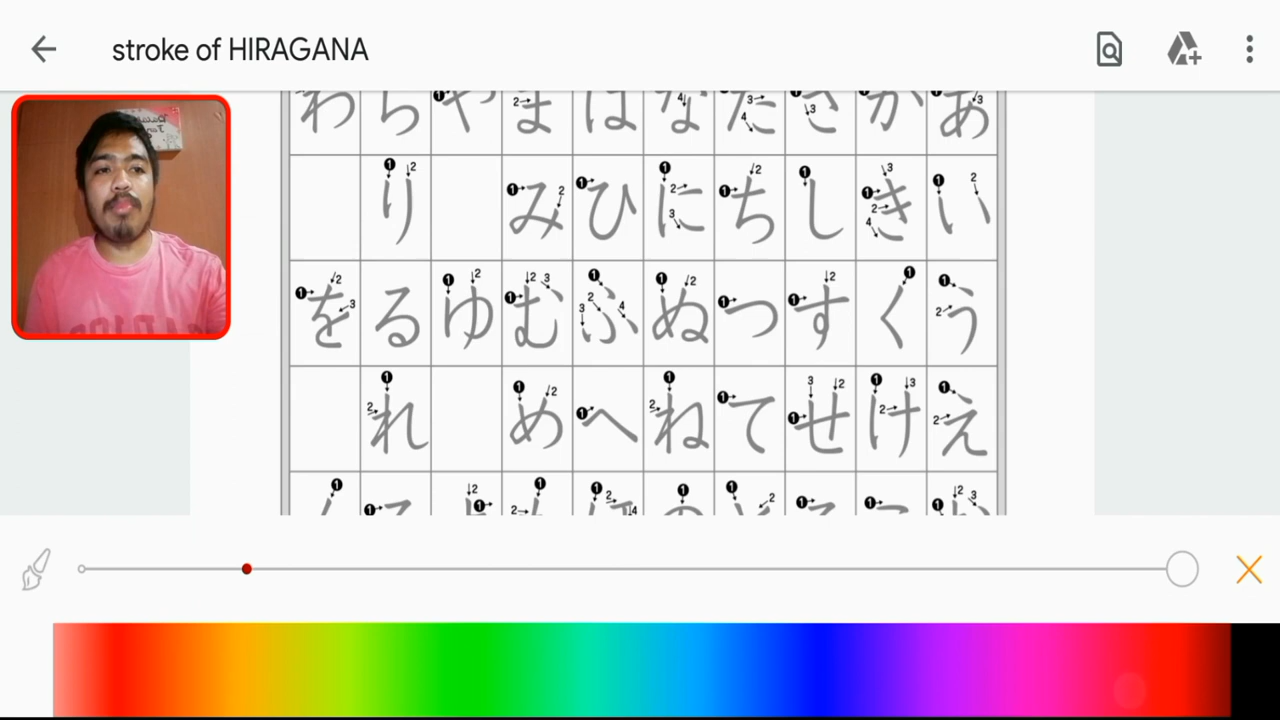 stroke of HIRAGANA
わ ら や ま は な た さ か あ
り み ひ に ち し き い
を る ゆ む ふ ぬ つ す く う
れ め へ ね て せ け え